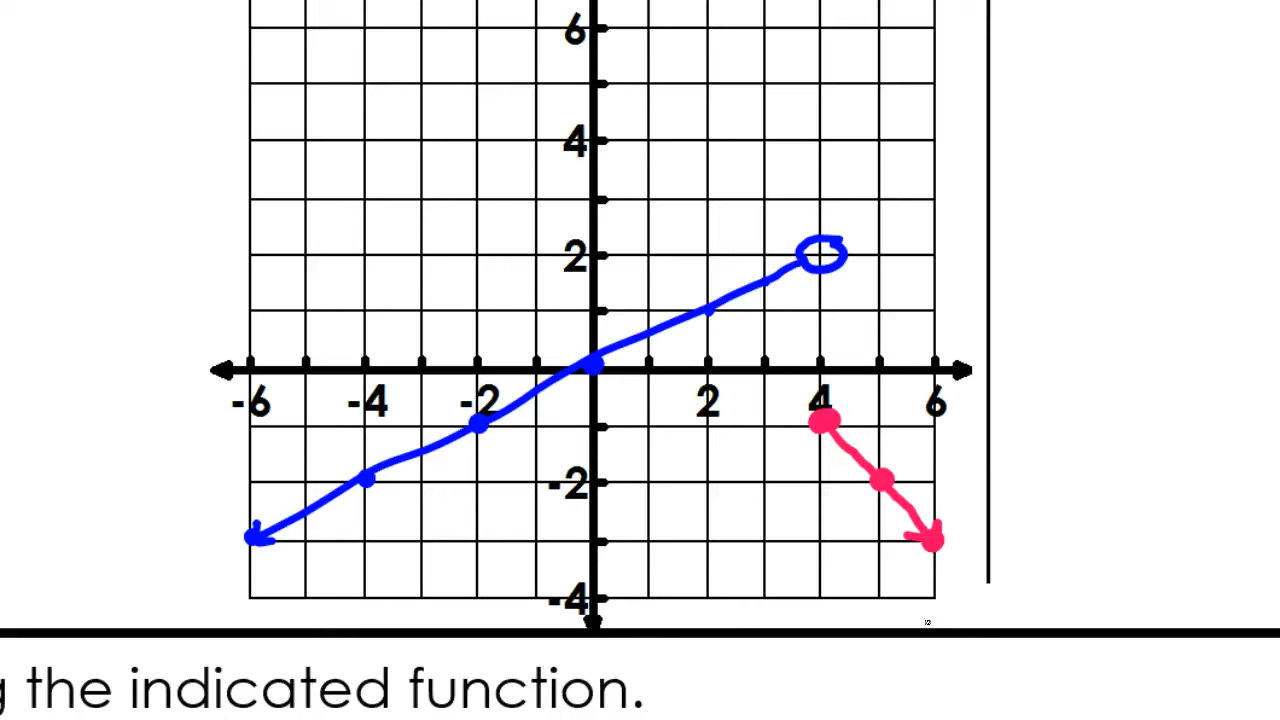 6
4
2
-6 -4 -2 2 4 6
-2
-4
the indicated function.